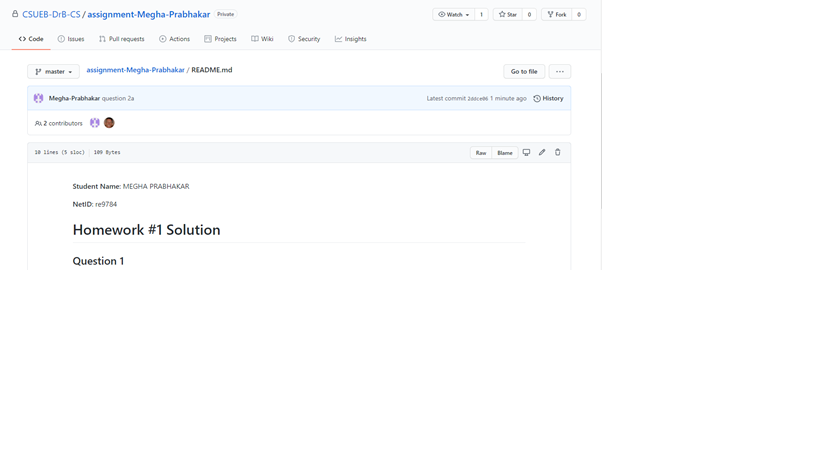 CSUEB-DrB-CS / assignment-Megha-Prabhakar Private Watch 1 Star 0 Fork 0
Code Issues Pull requests Actions Projects Wiki Security Insights
master assignment-Megha-Prabhakar / README.md Go to file ...
Megha-Prabhakar question 2a Latest commit 1 minute ago History
2 contributors
10 lines (5 sloc) 109 Bytes Raw Blame
Student Name: MEGHA PRABHAKAR
NetID: re9784
Homework #1 Solution
Question 1